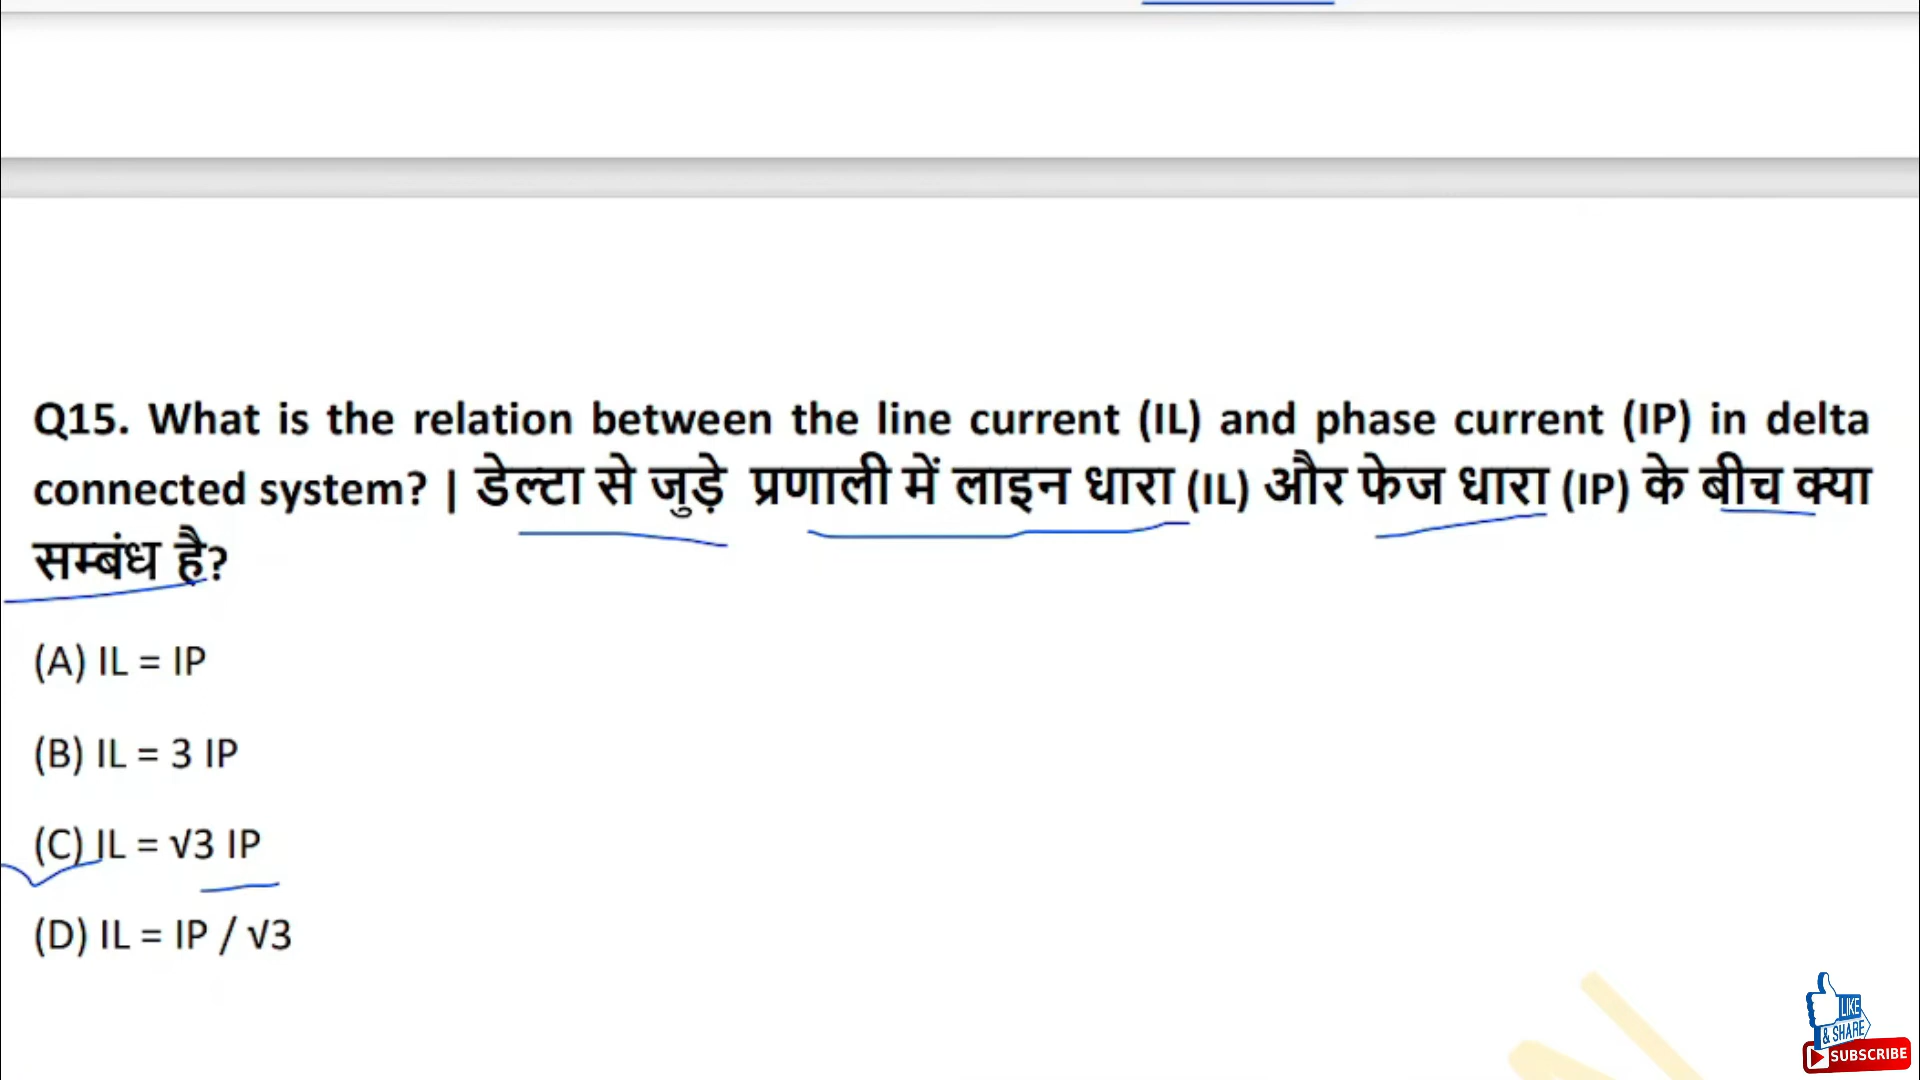 Q15. What is the relation between the line current (IL) and phase current (IP) in delta
connected system? | डेल्टा से जुड़े प्रणाली में लाइन धारा (IL) और फेज धारा (IP) के बीच क्या
सम्बंध है?
(A) IL = IP
(B) IL = 3 IP
(C) IL = √3 IP
(D) IL = IP / √3
LIKE
& SHARE
SUBSCRIBE